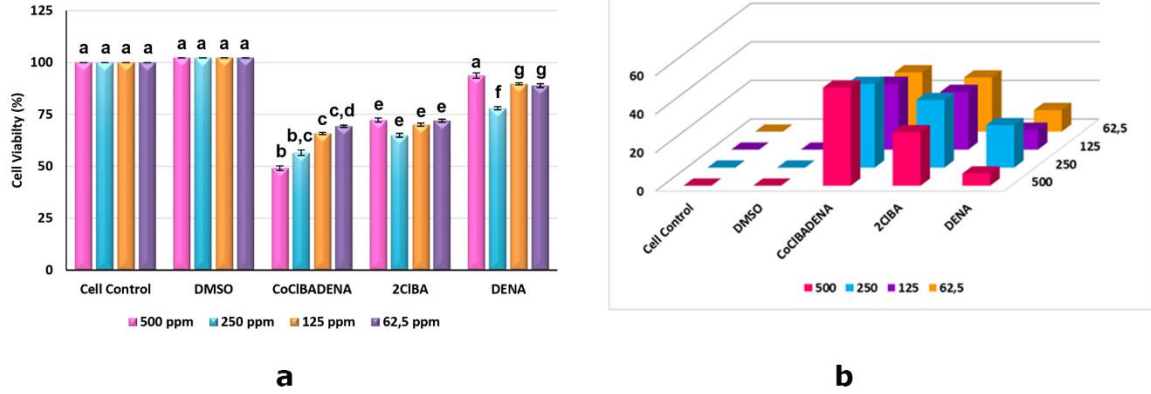 125
100
75
50
25
0
Cell Viabilty (%)
a a a a
a a a a
b b,c c c,d
e e e e
a f g g
Cell Control DMSO CoClBADENA 2ClBA DENA
500 ppm 250 ppm 125 ppm 62,5 ppm
a
60
40
20
0
Cell Control DMSO CoClBADENA 2ClBA DENA
500
250
125
62,5
500 250 125 62,5
b